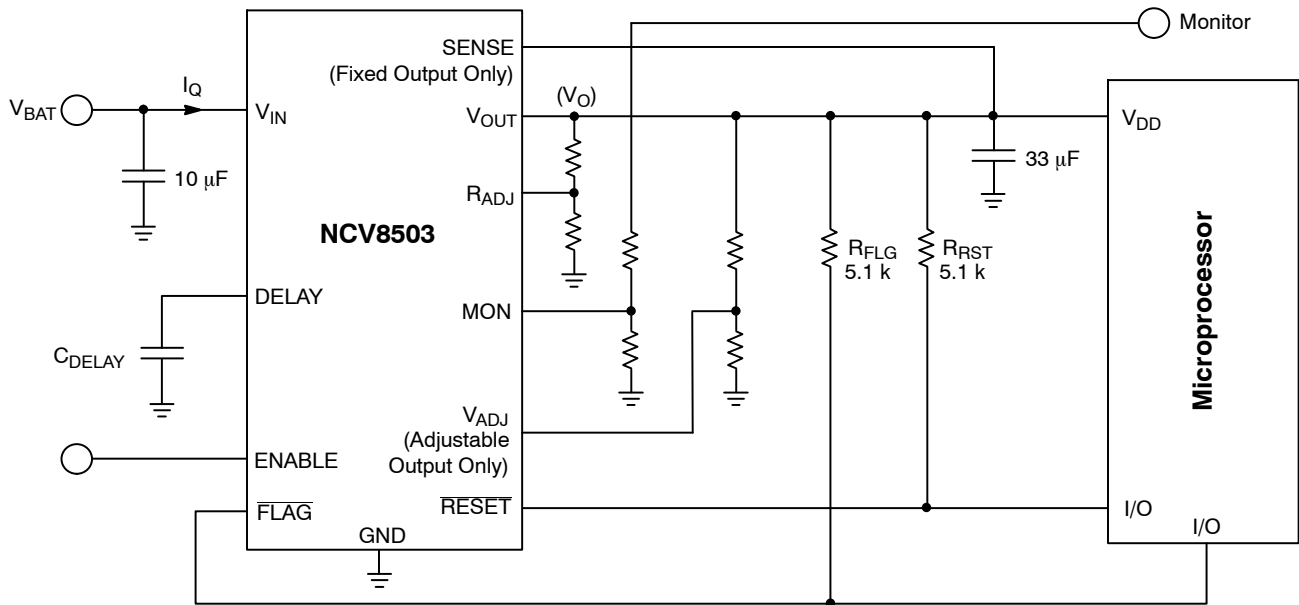 Monitor
SENSE
(Fixed Output Only)
V_BAT
I_Q
V_IN
(V_O)
V_OUT
V_DD
10 μF
33 μF
R_ADJ
NCV8503
R_FLG
5.1 k
R_RST
5.1 k
Microprocessor
DELAY
MON
C_DELAY
V_ADJ
(Adjustable
Output Only)
ENABLE
FLAG
RESET
I/O
I/O
GND